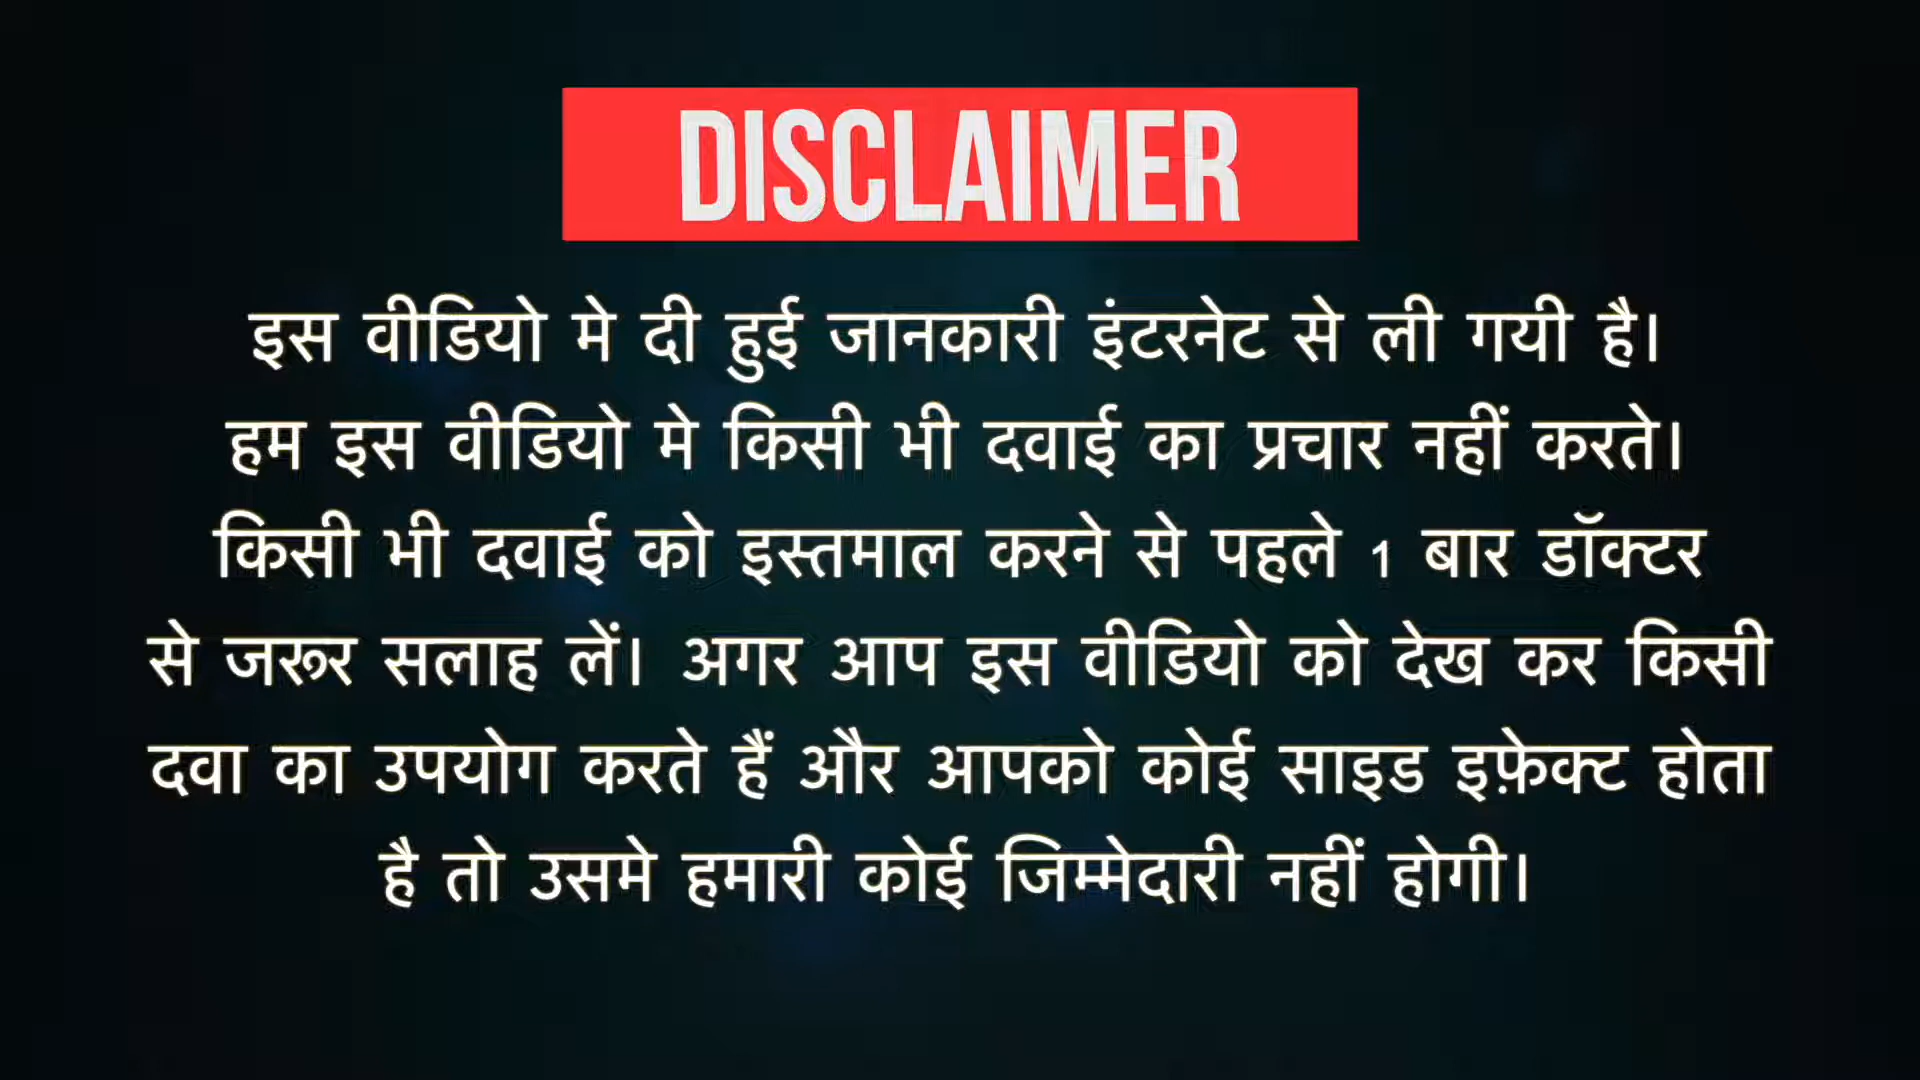 DISCLAIMER
इस वीडियो मे दी हुई जानकारी इंटरनेट से ली गयी है।
हम इस वीडियो मे किसी भी दवाई का प्रचार नहीं करते।
किसी भी दवाई को इस्तमाल करने से पहले 1 बार डॉक्टर
से जरूर सलाह लें। अगर आप इस वीडियो को देख कर किसी
दवा का उपयोग करते हैं और आपको कोई साइड इफ़ेक्ट होता
है तो उसमे हमारी कोई जिम्मेदारी नहीं होगी।